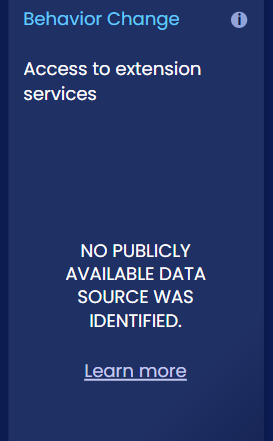 Behavior Change
i
Access to extension
services
NO PUBLICLY
AVAILABLE DATA
SOURCE WAS
IDENTIFIED.
Learn more